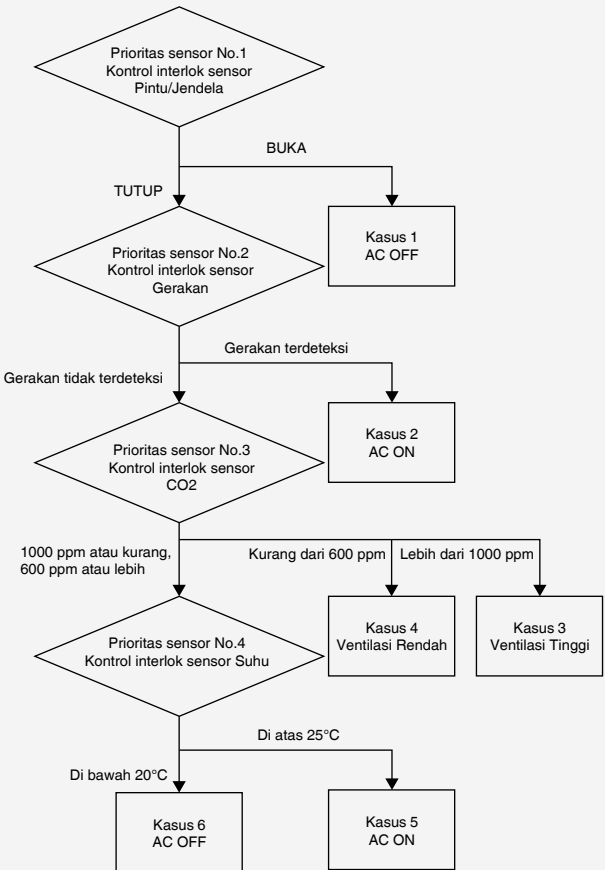 Prioritas sensor No.1
Kontrol interlok sensor
Pintu/Jendela
BUKA
TUTUP
Prioritas sensor No.2
Kontrol interlok sensor
Gerakan
Kasus 1
AC OFF
Gerakan terdeteksi
Gerakan tidak terdeteksi
Prioritas sensor No.3
Kontrol interlok sensor
CO2
Kasus 2
AC ON
1000 ppm atau kurang,
600 ppm atau lebih
Kurang dari 600 ppm
Lebih dari 1000 ppm
Prioritas sensor No.4
Kontrol interlok sensor Suhu
Kasus 4
Ventilasi Rendah
Kasus 3
Ventilasi Tinggi
Di atas 25°C
Di bawah 20°C
Kasus 6
AC OFF
Kasus 5
AC ON